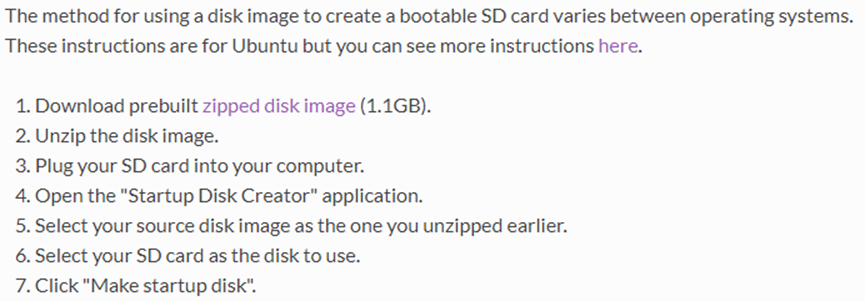 The method for using a disk image to create a bootable SD card varies between operating systems.
These instructions are for Ubuntu but you can see more instructions here.
1. Download prebuilt zipped disk image (1.1GB).
2. Unzip the disk image.
3. Plug your SD card into your computer.
4. Open the "Startup Disk Creator" application.
5. Select your source disk image as the one you unzipped earlier.
6. Select your SD card as the disk to use.
7. Click "Make startup disk".